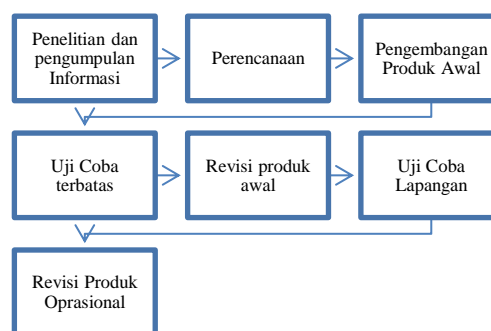 Penelitian dan
pengumpulan
Informasi
Perencanaan
Pengembangan
Produk Awal
Uji Coba
terbatas
Revisi produk
awal
Uji Coba
Lapangan
Revisi Produk
Oprasional